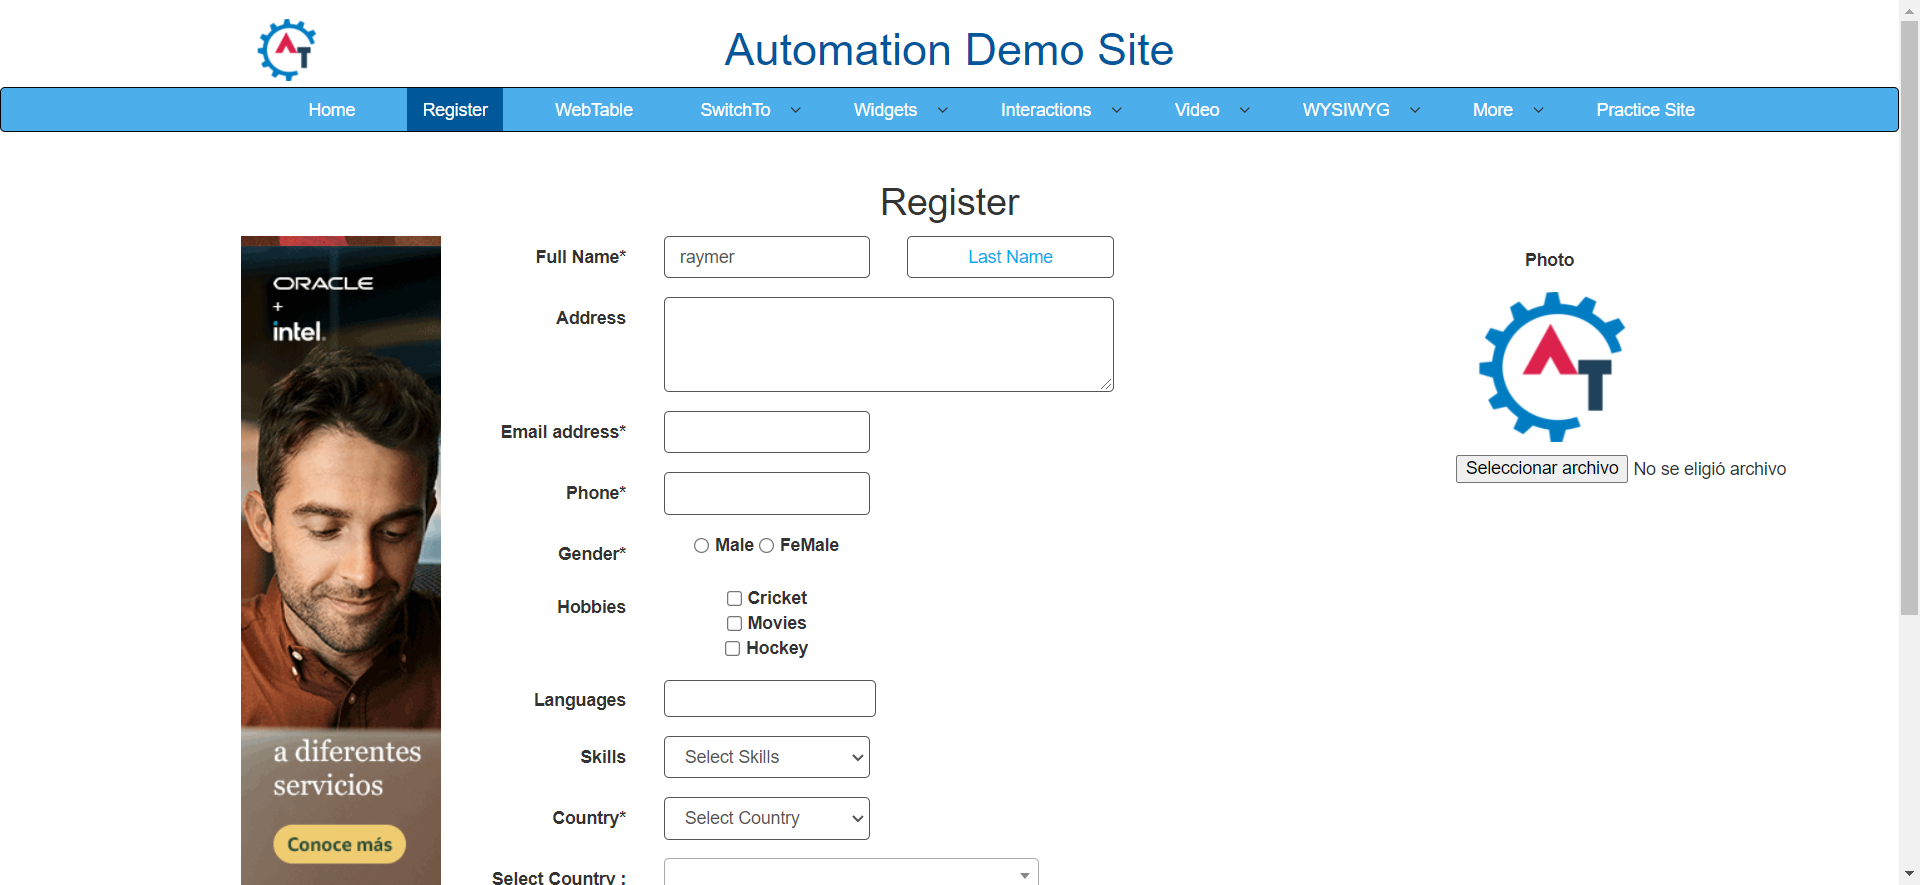 AT
Automation Demo Site
Home Register WebTable SwitchTo Widgets Interactions Video WYSIWYG More Practice Site
Register
ORACLE
+
intel.
a diferentes
servicios
Conoce más
Full Name* raymer Last Name
Address
Email address*
Phone*
Gender* Male FeMale
Hobbies Cricket
Movies
Hockey
Languages
Skills Select Skills
Country* Select Country
Select Country :
Photo
AT
Seleccionar archivo No se eligió archivo